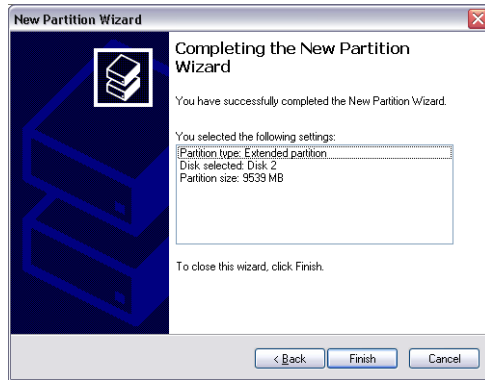 New Partition Wizard
Completing the New Partition
Wizard
You have successfully completed the New Partition Wizard.
You selected the following settings:
Partition type: Extended partition
Disk selected: Disk 2
Partition size: 9539 MB
To close this wizard, click Finish.
< Back Finish Cancel